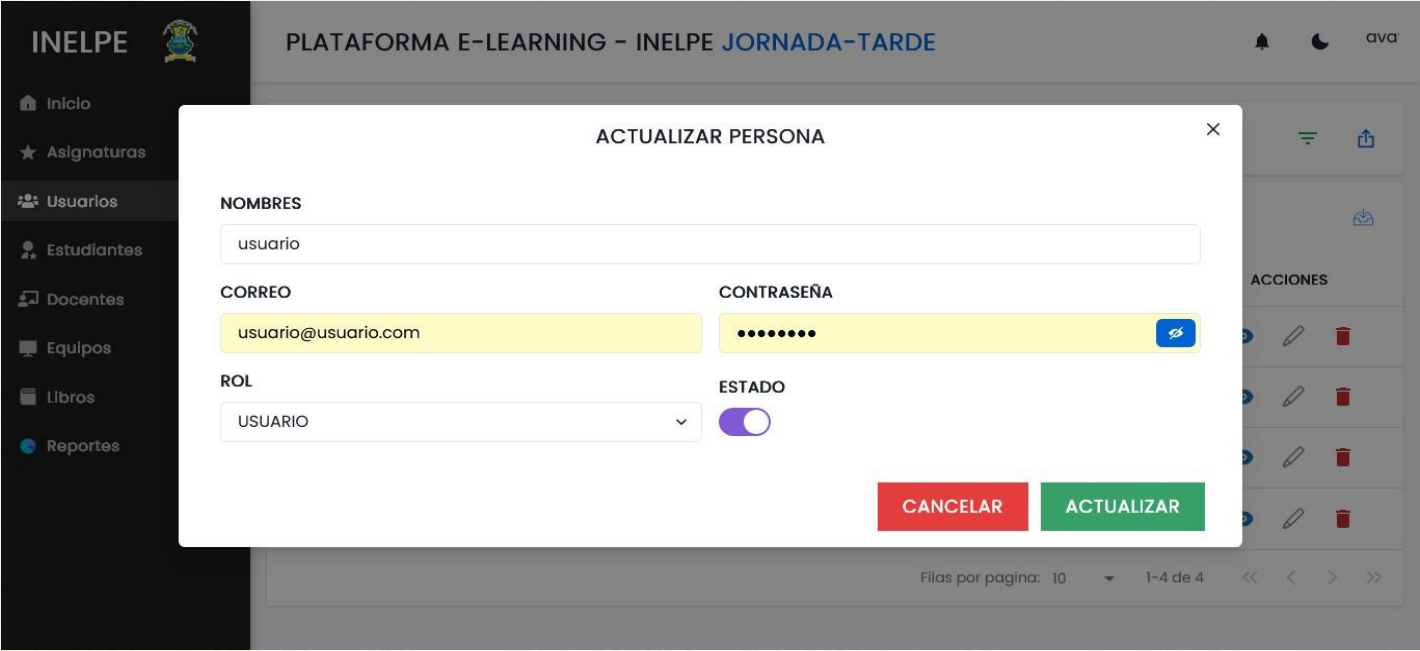 INELPE
PLATAFORMA E-LEARNING - INELPE JORNADA-TARDE
ava
Inicio
Asignaturas
Usuarios
Estudiantes
Docentes
Equipos
Libros
Reportes
ACTUALIZAR PERSONA
NOMBRES
usuario
CORREO
CONTRASEÑA
usuario@usuario.com
••••••••
ROL
ESTADO
USUARIO
CANCELAR
ACTUALIZAR
ACCIONES
Filas por pagina: 10
1-4 de 4